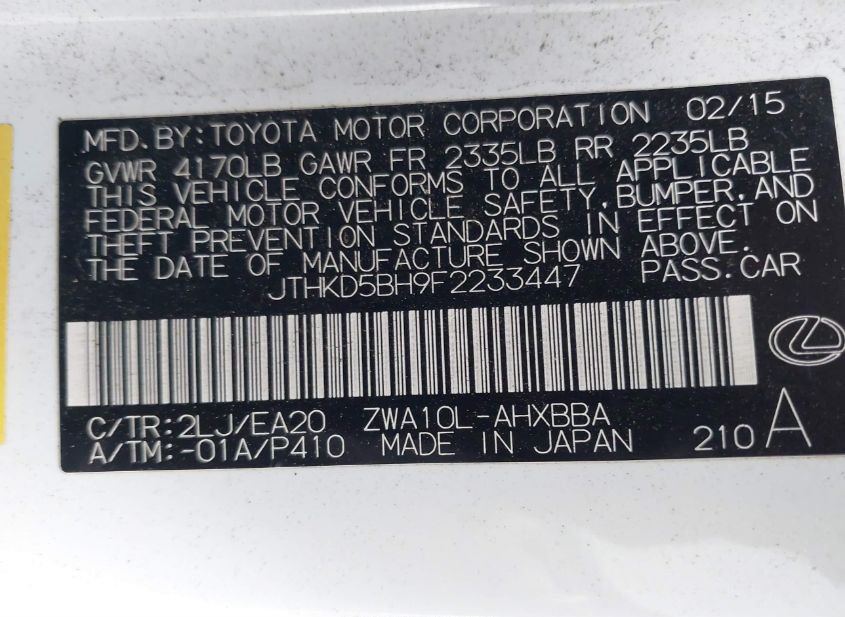 MFD.BY:TOYOTA MOTOR CORPORATION 02/15
GVWR 4170LB GAWR FR 2335LB RR 2235LB
THIS VEHICLE CONFORMS TO ALL APPLICABLE
FEDERAL MOTOR VEHICLE SAFETY,BUMPER,AND
THEFT PREVENTION STANDARDS IN EFFECT ON
THE DATE OF MANUFACTURE SHOWN ABOVE.
JTHKD5BH9F2233447 PASS.CAR
C/TR:2LJ/EA20 ZWA10L-AHXBBA
A/TM:-01A/P410 MADE IN JAPAN 210 A